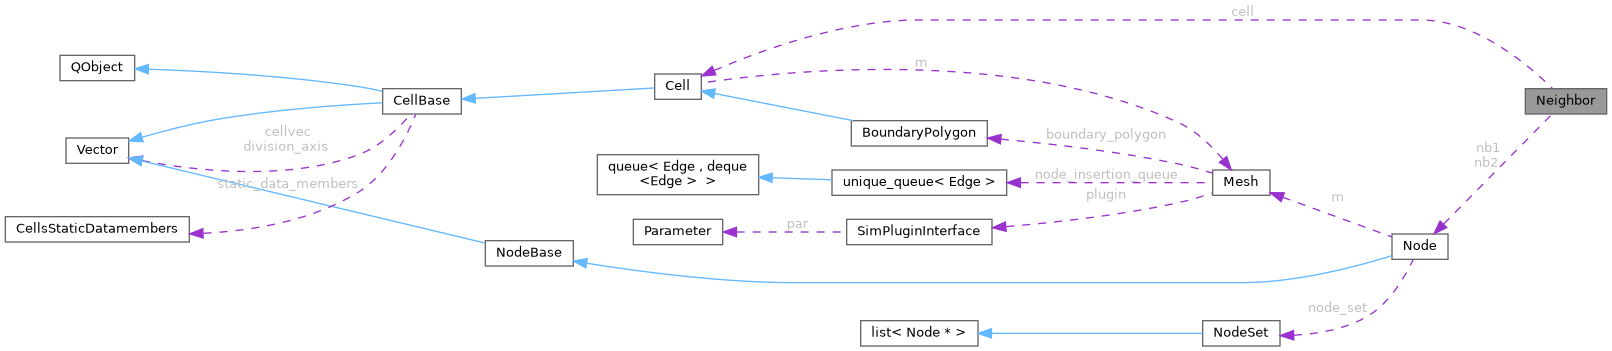 cell
QObject
m
Cell
CellBase
Neighbor
cellvec
division_axis
BoundaryPolygon
boundary_polygon
Vector
nb1
nb2
queue< Edge , deque
<Edge > >
unique_queue< Edge >
node_insertion_queue
Mesh
static_data_members
plugin
m
CellsStaticDatamembers
Parameter
par
SimPluginInterface
NodeBase
Node
node_set
list< Node * >
NodeSet